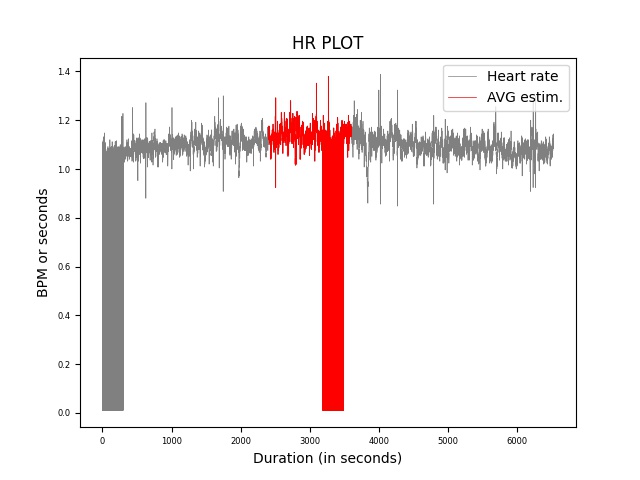 HR PLOT
Heart rate
AVG estim.
1.4
1.2
1.0
0.8
0.6
0.4
0.2
0.0
BPM or seconds
0 1000 2000 3000 4000 5000 6000
Duration (in seconds)